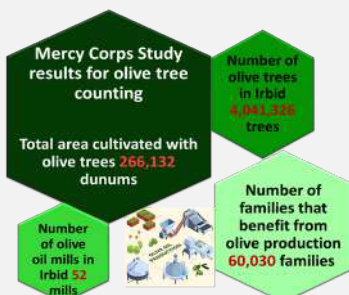 Mercy Corps Study
results for olive tree
counting
Total area cultivated with
olive trees 266,132
dunums
Number of
olive trees
in Irbid
4,041,326
trees
Number of
families that
benefit from
olive production
60,030 families
Number
of olive
oil mills in
Irbid 52
mills